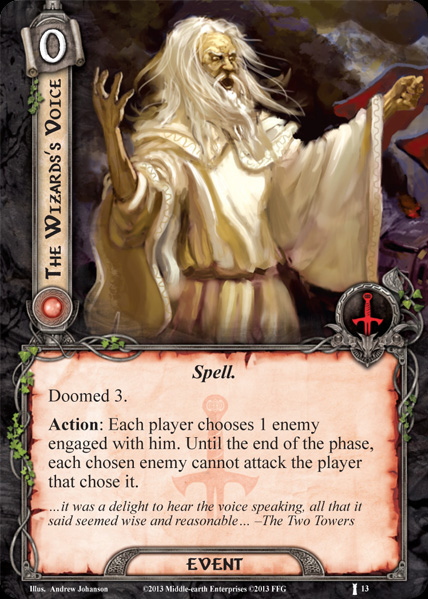 0
The Wizards's Voice
Spell.
Doomed 3.
Action: Each player chooses 1 enemy
engaged with him. Until the end of the phase,
each chosen enemy cannot attack the player
that chose it.
…it was a delight to hear the voice speaking, all that it
said seemed wise and reasonable… –The Two Towers
EVENT
Illus. Andrew Johanson ©2013 Middle-earth Enterprises ©2013 FFG 13